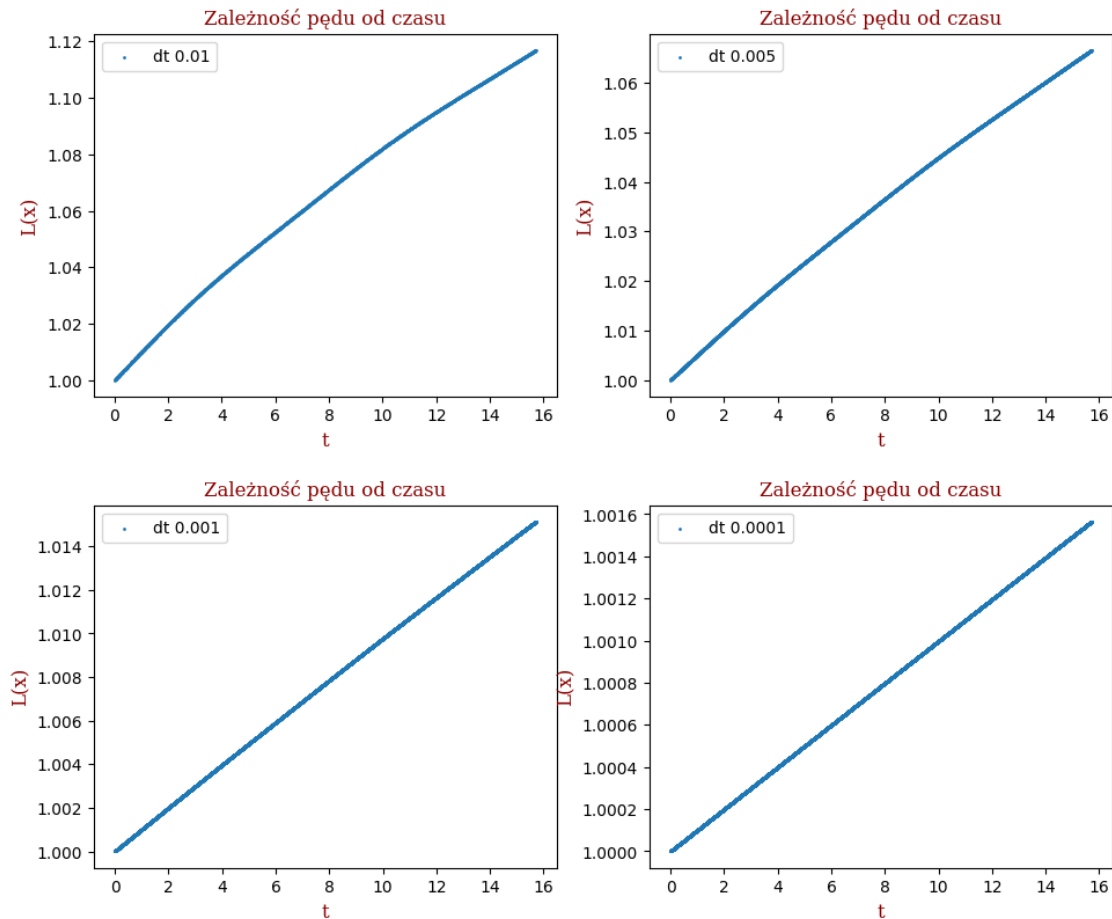 Zależność pędu od czasu
dt 0.01
1.12
1.10
1.08
1.06
1.04
1.02
1.00
L(x)
0 2 4 6 8 10 12 14 16
t
Zależność pędu od czasu
dt 0.005
1.06
1.05
1.04
1.03
1.02
1.01
1.00
L(x)
0 2 4 6 8 10 12 14 16
t
Zależność pędu od czasu
dt 0.001
1.014
1.012
1.010
1.008
1.006
1.004
1.002
1.000
L(x)
0 2 4 6 8 10 12 14 16
t
Zależność pędu od czasu
dt 0.0001
1.0016
1.0014
1.0012
1.0010
1.0008
1.0006
1.0004
1.0002
1.0000
L(x)
0 2 4 6 8 10 12 14 16
t